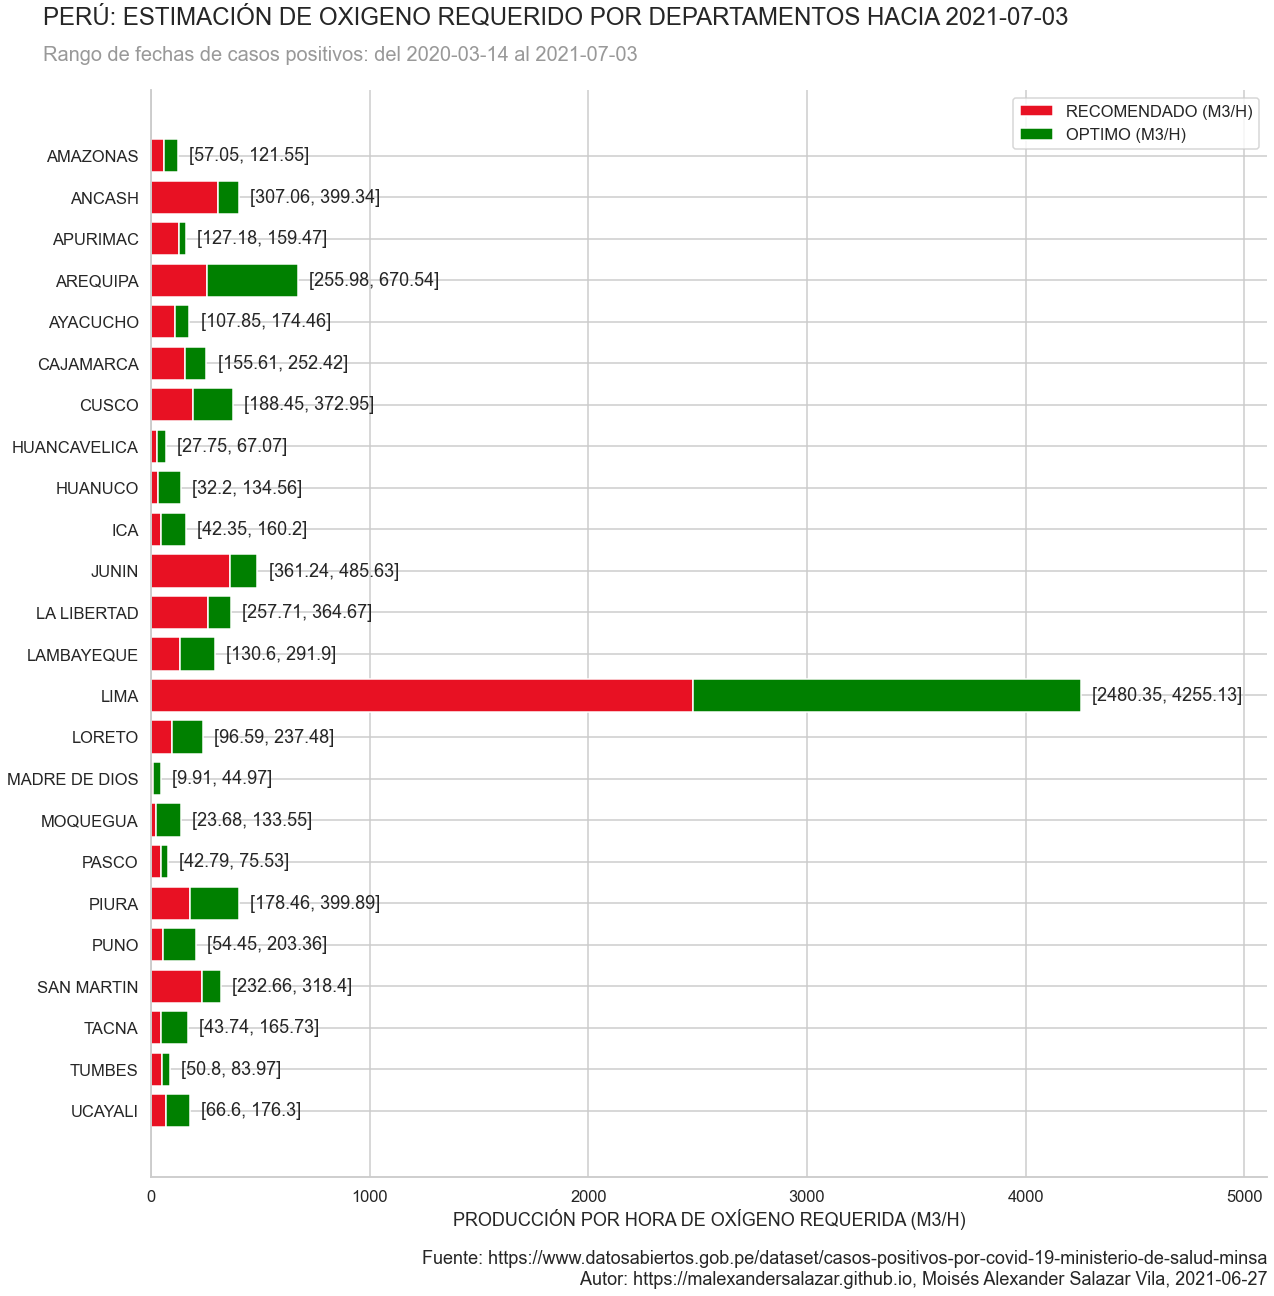 PERÚ: ESTIMACIÓN DE OXIGENO REQUERIDO POR DEPARTAMENTOS HACIA 2021-07-03
Rango de fechas de casos positivos: del 2020-03-14 al 2021-07-03
RECOMENDADO (M3/H)
OPTIMO (M3/H)
AMAZONAS [57.05, 121.55]
ANCASH [307.06, 399.34]
APURIMAC [127.18, 159.47]
AREQUIPA [255.98, 670.54]
AYACUCHO [107.85, 174.46]
CAJAMARCA [155.61, 252.42]
CUSCO [188.45, 372.95]
HUANCAVELICA [27.75, 67.07]
HUANUCO [32.2, 134.56]
ICA [42.35, 160.2]
JUNIN [361.24, 485.63]
LA LIBERTAD [257.71, 364.67]
LAMBAYEQUE [130.6, 291.9]
LIMA [2480.35, 4255.13]
LORETO [96.59, 237.48]
MADRE DE DIOS [9.91, 44.97]
MOQUEGUA [23.68, 133.55]
PASCO [42.79, 75.53]
PIURA [178.46, 399.89]
PUNO [54.45, 203.36]
SAN MARTIN [232.66, 318.4]
TACNA [43.74, 165.73]
TUMBES [50.8, 83.97]
UCAYALI [66.6, 176.3]
0 1000 2000 3000 4000 5000
PRODUCCIÓN POR HORA DE OXÍGENO REQUERIDA (M3/H)
Fuente: https://www.datosabiertos.gob.pe/dataset/casos-positivos-por-covid-19-ministerio-de-salud-minsa
Autor: https://malexandersalazar.github.io, Moisés Alexander Salazar Vila, 2021-06-27